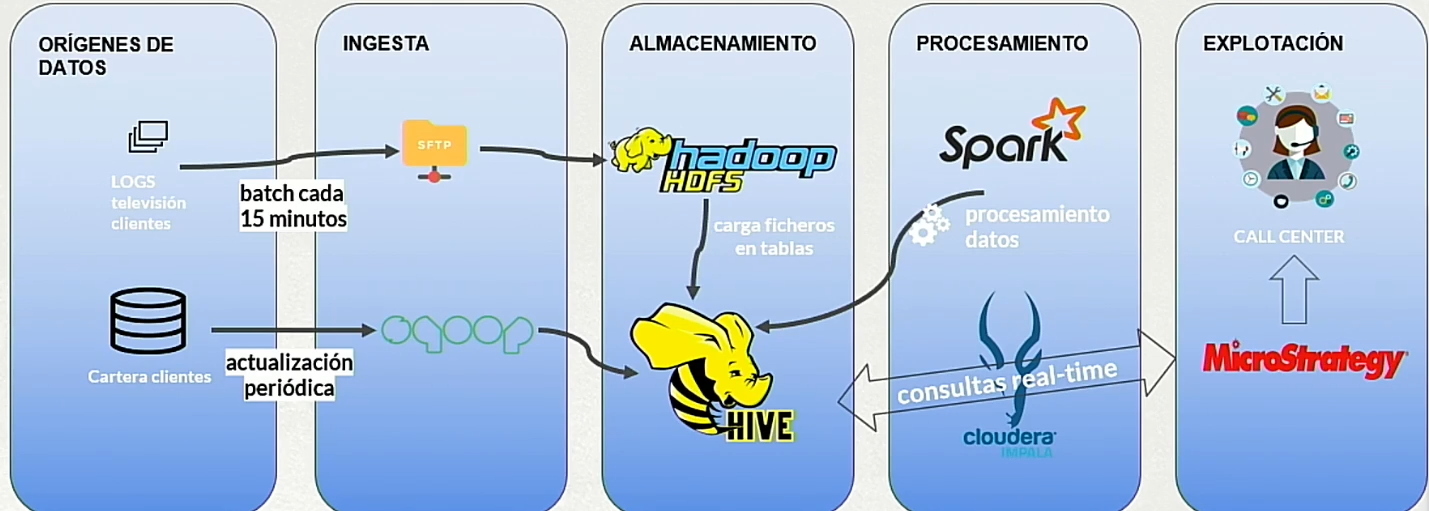 ORÍGENES DE
DATOS
LOGS
televisión
clientes
batch cada
15 minutos
Cartera clientes
actualización
periódica
INGESTA
SFTP
sqoop
ALMACENAMIENTO
hadoop
HDFS
carga ficheros
en tablas
HIVE
PROCESAMIENTO
Spark
procesamiento
datos
consultas real-time
cloudera
IMPALA
EXPLOTACIÓN
CALL CENTER
MicroStrategy